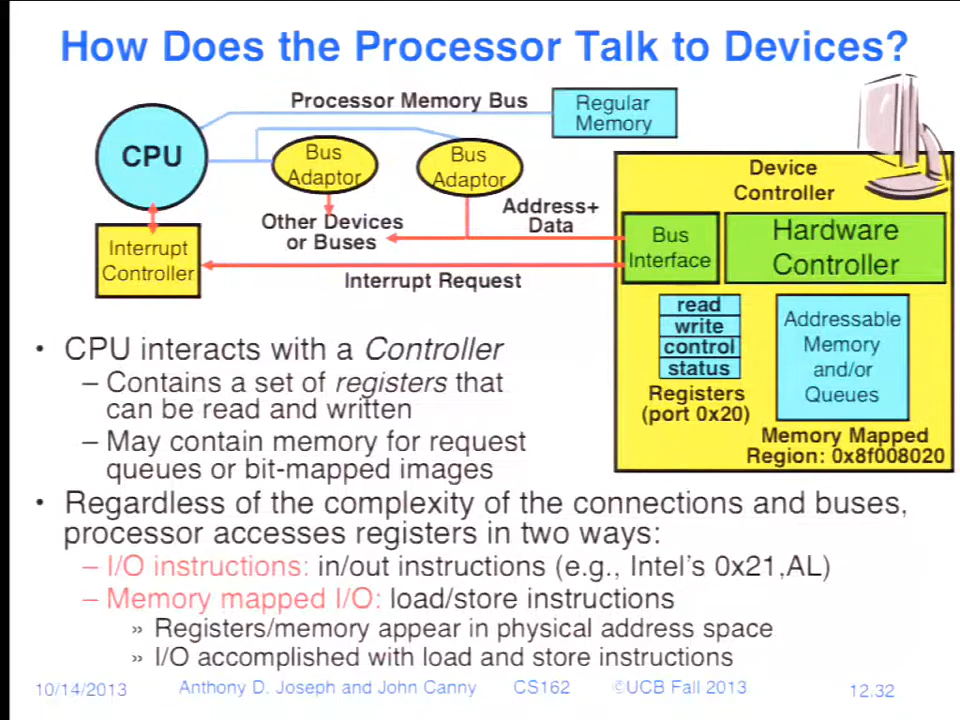 How Does the Processor Talk to Devices?
Processor Memory Bus
Regular
Memory
CPU
Bus
Adaptor
Bus
Adaptor
Device
Controller
Address+
Data
Other Devices
or Buses
Bus
Interface
Hardware
Controller
Interrupt
Controller
Interrupt Request
read
write
control
status
Registers
(port 0x20)
Addressable
Memory
and/or
Queues
Memory Mapped
Region: 0x8f008020
• CPU interacts with a Controller
– Contains a set of registers that
can be read and written
– May contain memory for request
queues or bit-mapped images
• Regardless of the complexity of the connections and buses,
processor accesses registers in two ways:
– I/O instructions: in/out instructions (e.g., Intel's 0x21,AL)
– Memory mapped I/O: load/store instructions
» Registers/memory appear in physical address space
» I/O accomplished with load and store instructions
10/14/2013 Anthony D. Joseph and John Canny CS162 ©UCB Fall 2013 12.32